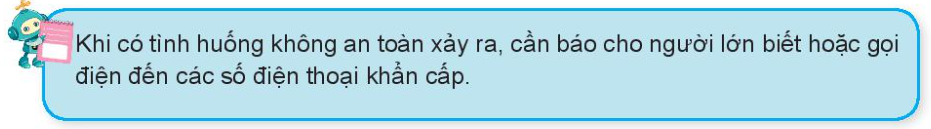 Khi có tình huống không an toàn xảy ra, cần báo cho người lớn biết hoặc gọi
điện đến các số điện thoại khẩn cấp.